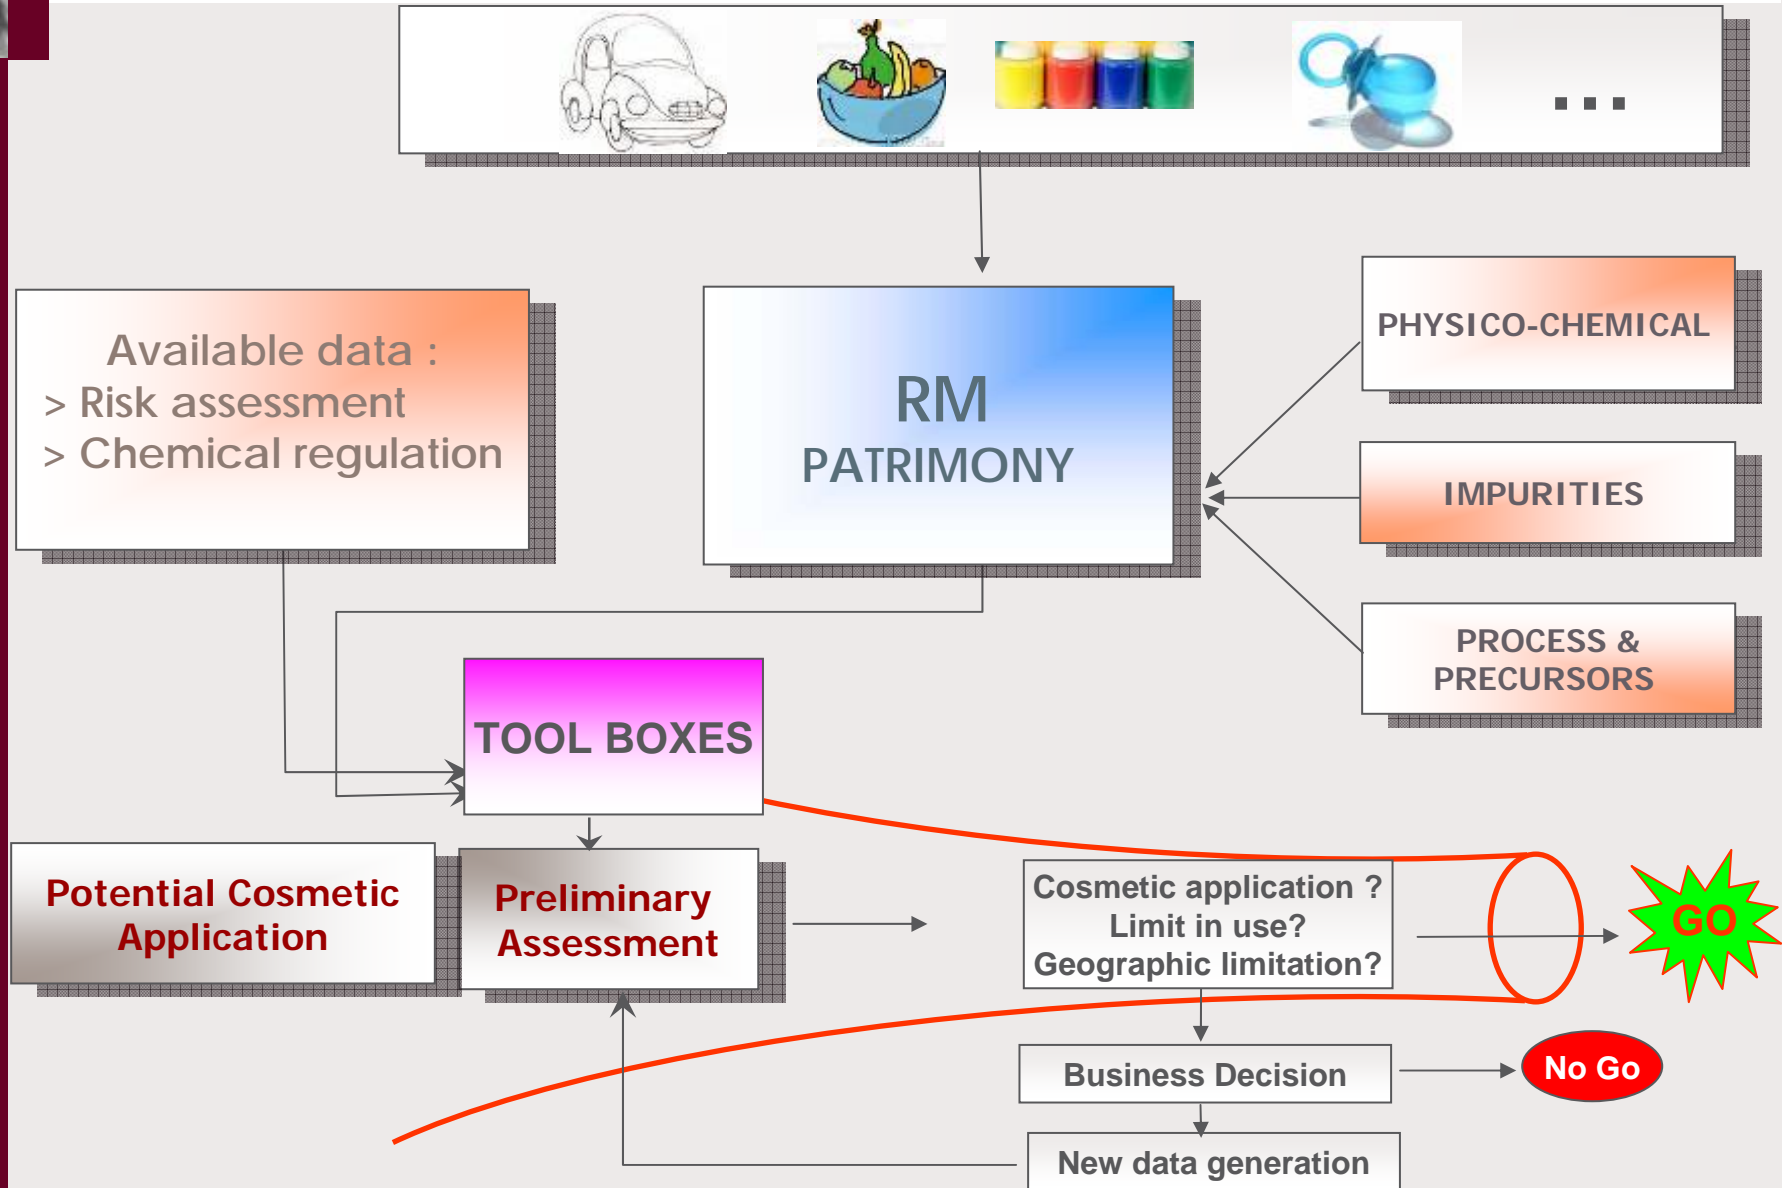 ...
Available data :
> Risk assessment
> Chemical regulation
RM
PATRIMONY
PHYSICO-CHEMICAL
IMPURITIES
PROCESS &
PRECURSORS
TOOL BOXES
Potential Cosmetic
Application
Preliminary
Assessment
Cosmetic application ?
Limit in use?
Geographic limitation?
GO
Business Decision
No Go
New data generation